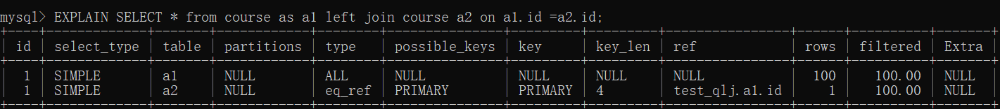 mysql> EXPLAIN SELECT * from course as a1 left join course a2 on a1.id =a2.id;
+----+-------------+-------+------------+--------+---------------+---------+---------+----------------+------+----------+-------+
| id | select_type | table | partitions | type   | possible_keys | key     | key_len | ref            | rows | filtered | Extra |
+----+-------------+-------+------------+--------+---------------+---------+---------+----------------+------+----------+-------+
|  1 | SIMPLE      | a1    | NULL       | ALL    | NULL          | NULL    | NULL    | NULL           |  100 |   100.00 | NULL  |
|  1 | SIMPLE      | a2    | NULL       | eq_ref | PRIMARY       | PRIMARY | 4       | test_qlj.a1.id |    1 |   100.00 | NULL  |
+----+-------------+-------+------------+--------+---------------+---------+---------+----------------+------+----------+-------+